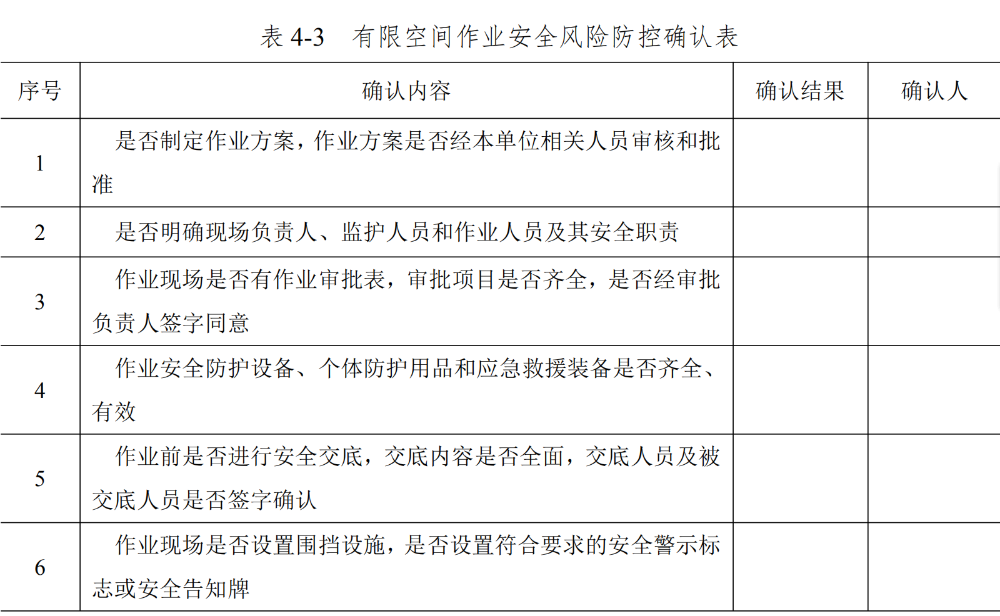 表 4-3 有限空间作业安全风险防控确认表
序号 确认内容 确认结果 确认人
1 是否制定作业方案，作业方案是否经本单位相关人员审核和批
准
2 是否明确现场负责人、监护人员和作业人员及其安全职责
3 作业现场是否有作业审批表，审批项目是否齐全，是否经审批
负责人签字同意
4 作业安全防护设备、个体防护用品和应急救援装备是否齐全、
有效
5 作业前是否进行安全交底，交底内容是否全面，交底人员及被
交底人员是否签字确认
6 作业现场是否设置围挡设施，是否设置符合要求的安全警示标
志或安全告知牌